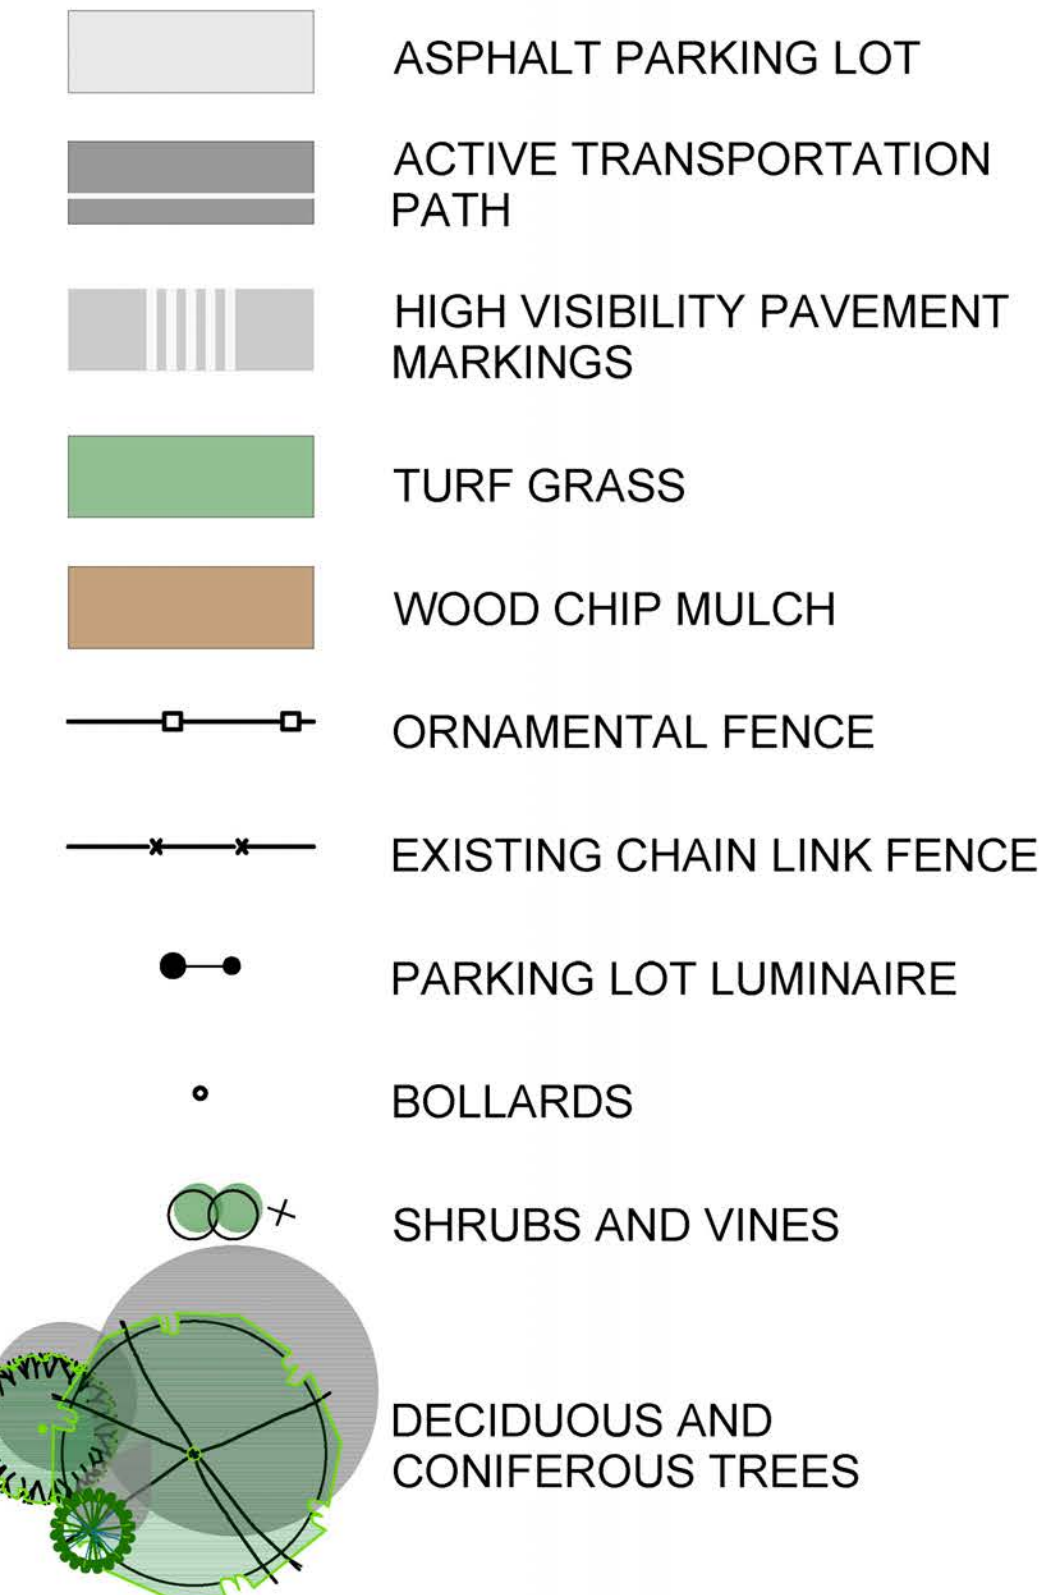 ASPHALT PARKING LOT
ACTIVE TRANSPORTATION
PATH
HIGH VISIBILITY PAVEMENT
MARKINGS
TURF GRASS
WOOD CHIP MULCH
ORNAMENTAL FENCE
EXISTING CHAIN LINK FENCE
PARKING LOT LUMINAIRE
BOLLARDS
SHRUBS AND VINES
DECIDUOUS AND
CONIFEROUS TREES